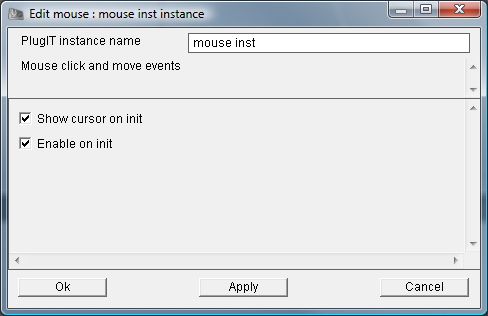 Edit mouse : mouse inst instance
PlugIT instance name
mouse inst
Mouse click and move events
Show cursor on init
Enable on init
Ok
Apply
Cancel